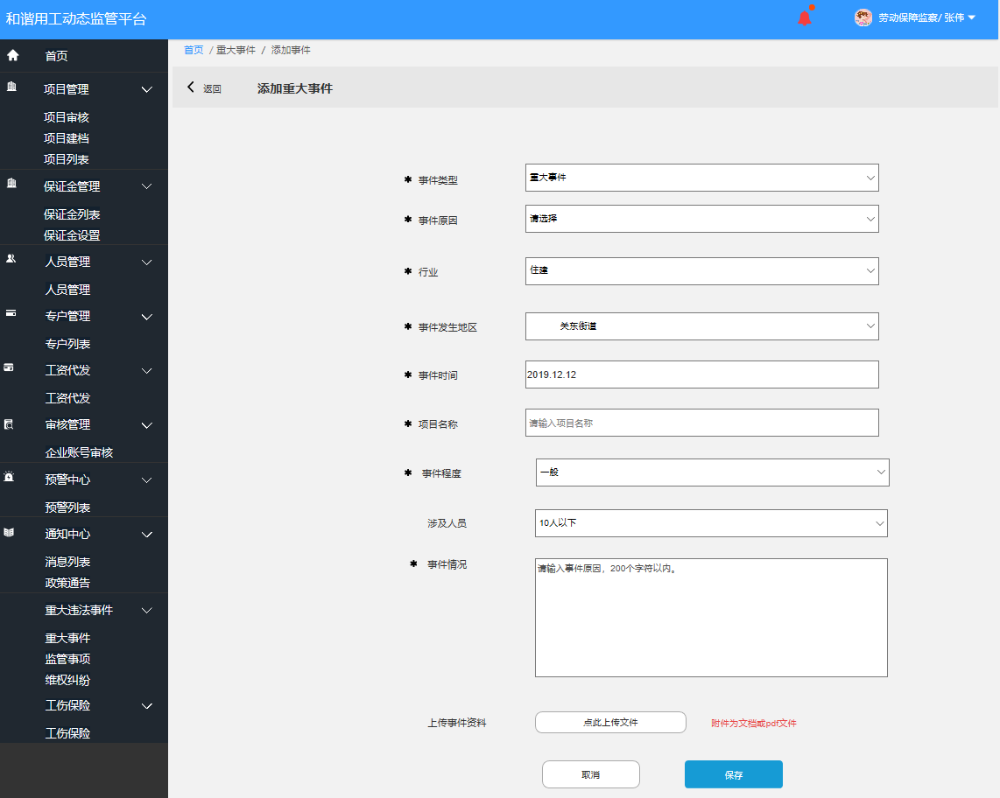 和谐用工动态监管平台
劳动保障监察/ 张伟
首页
项目管理
项目审核
项目建档
项目列表
保证金管理
保证金列表
保证金设置
人员管理
人员管理
专户管理
专户列表
工资代发
工资代发
审核管理
企业账号审核
预警中心
预警列表
通知中心
消息列表
政策通告
重大违法事件
重大事件
监管事项
维权纠纷
工伤保险
工伤保险
首页 / 重大事件 / 添加事件
返回 添加重大事件
✱ 事件类型 重大事件
✱ 事件原因 请选择
✱ 行业 住建
✱ 事件发生地区 关东街道
✱ 事件时间 2019.12.12
✱ 项目名称 请输入项目名称
✱ 事件程度 一般
涉及人员 10人以下
✱ 事件情况 请输入事件原因，200个字符以内。
上传事件资料 点此上传文件 附件为文档或pdf文件
取消 保存